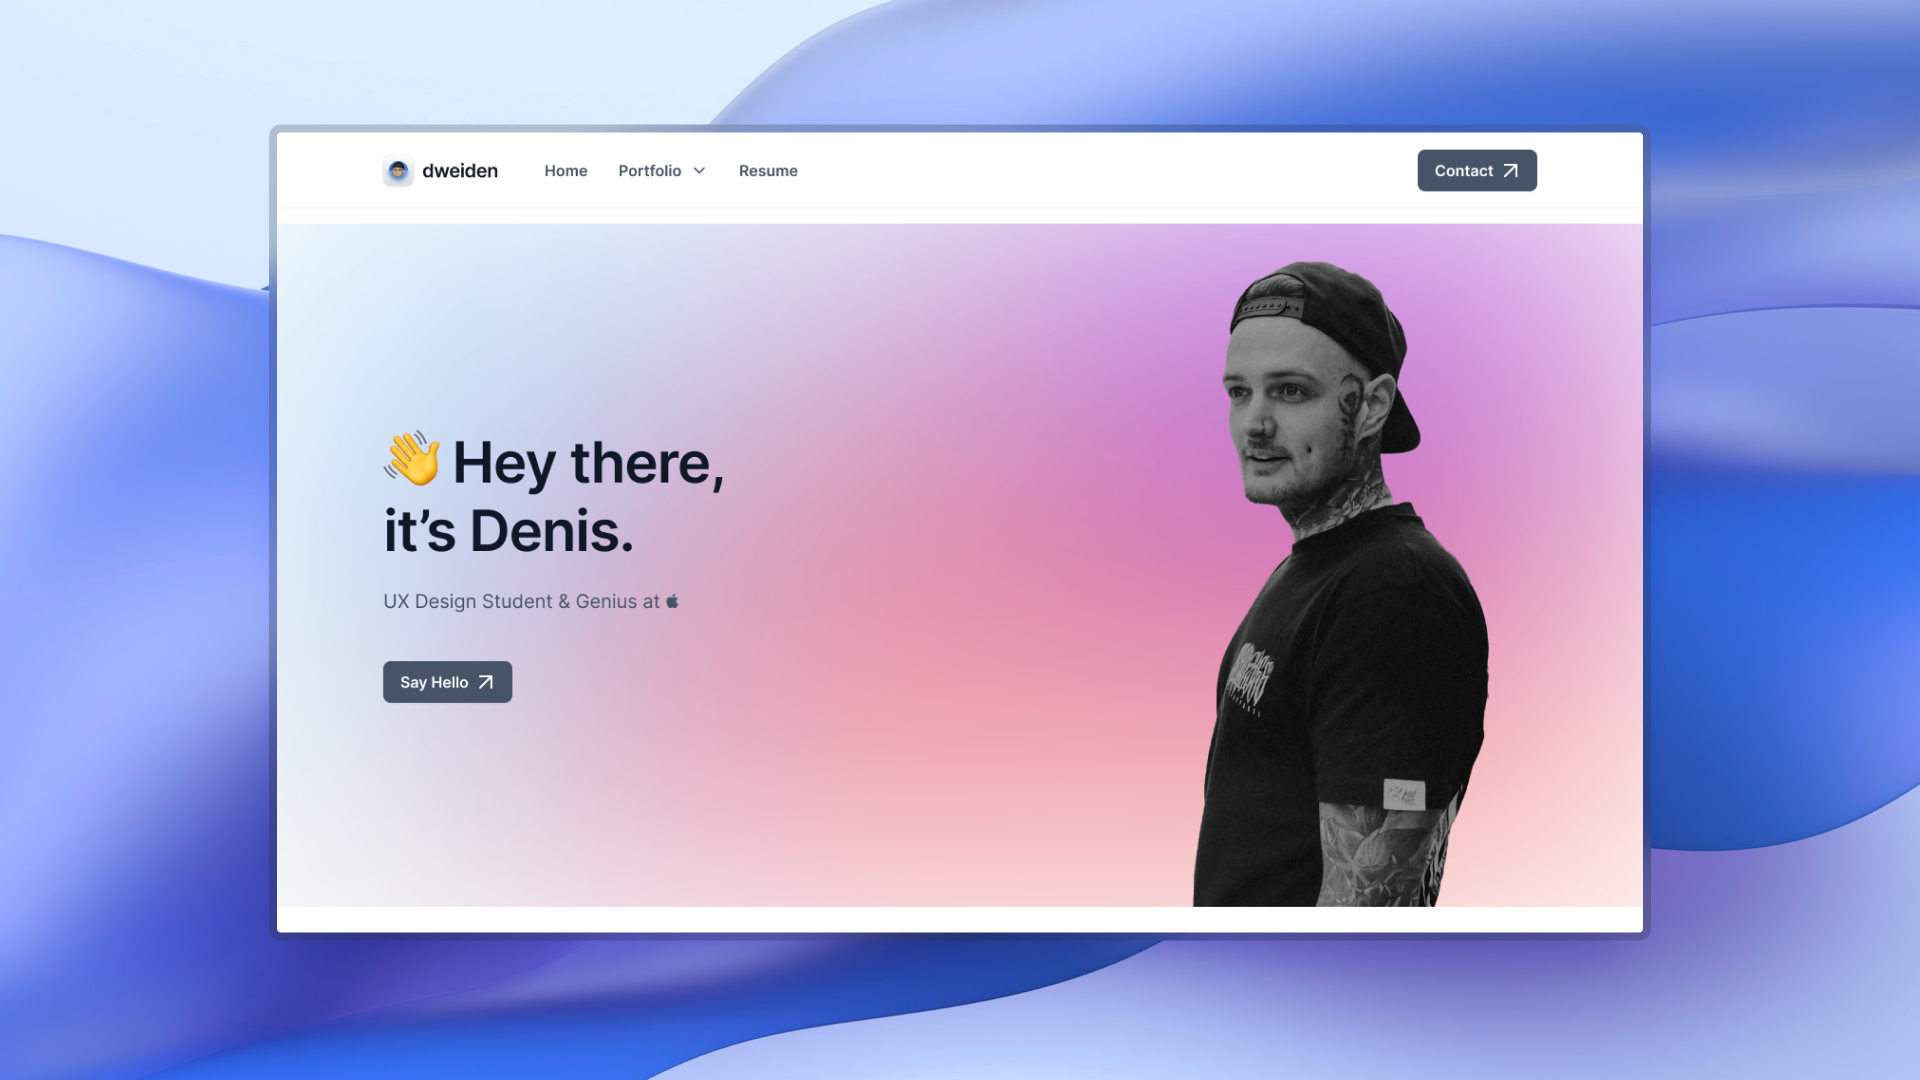 dweiden
Home
Portfolio
Resume
Contact
👋 Hey there,
it’s Denis.
UX Design Student & Genius at 
Say Hello